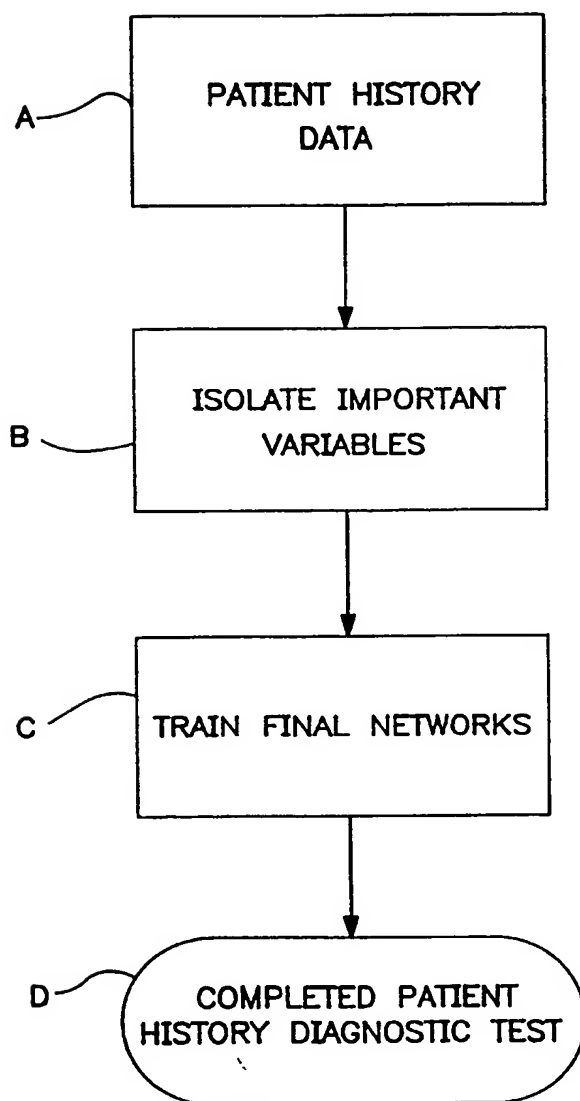 A
PATIENT HISTORY
DATA
B
ISOLATE IMPORTANT
VARIABLES
C
TRAIN FINAL NETWORKS
D
COMPLETED PATIENT
HISTORY DIAGNOSTIC TEST